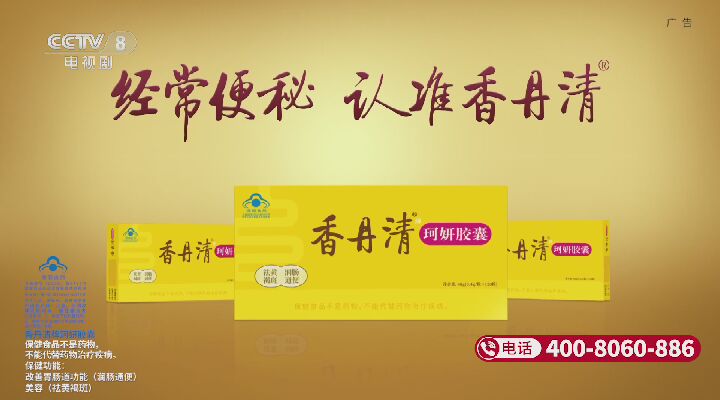 广告
CCTV 8
电视剧
经常便秘 认准香丹清®
香丹清® 珂妍胶囊
祛黄褐斑 润肠通便
保健食品不是药物,不能代替药物治疗疾病。
香丹清
珂妍胶囊
珂妍胶囊
香丹清牌珂妍胶囊
保健食品不是药物,
不能代替药物治疗疾病。
保健功能:
改善胃肠道功能(润肠通便)
美容(祛黄褐斑)
电话 400-8060-886